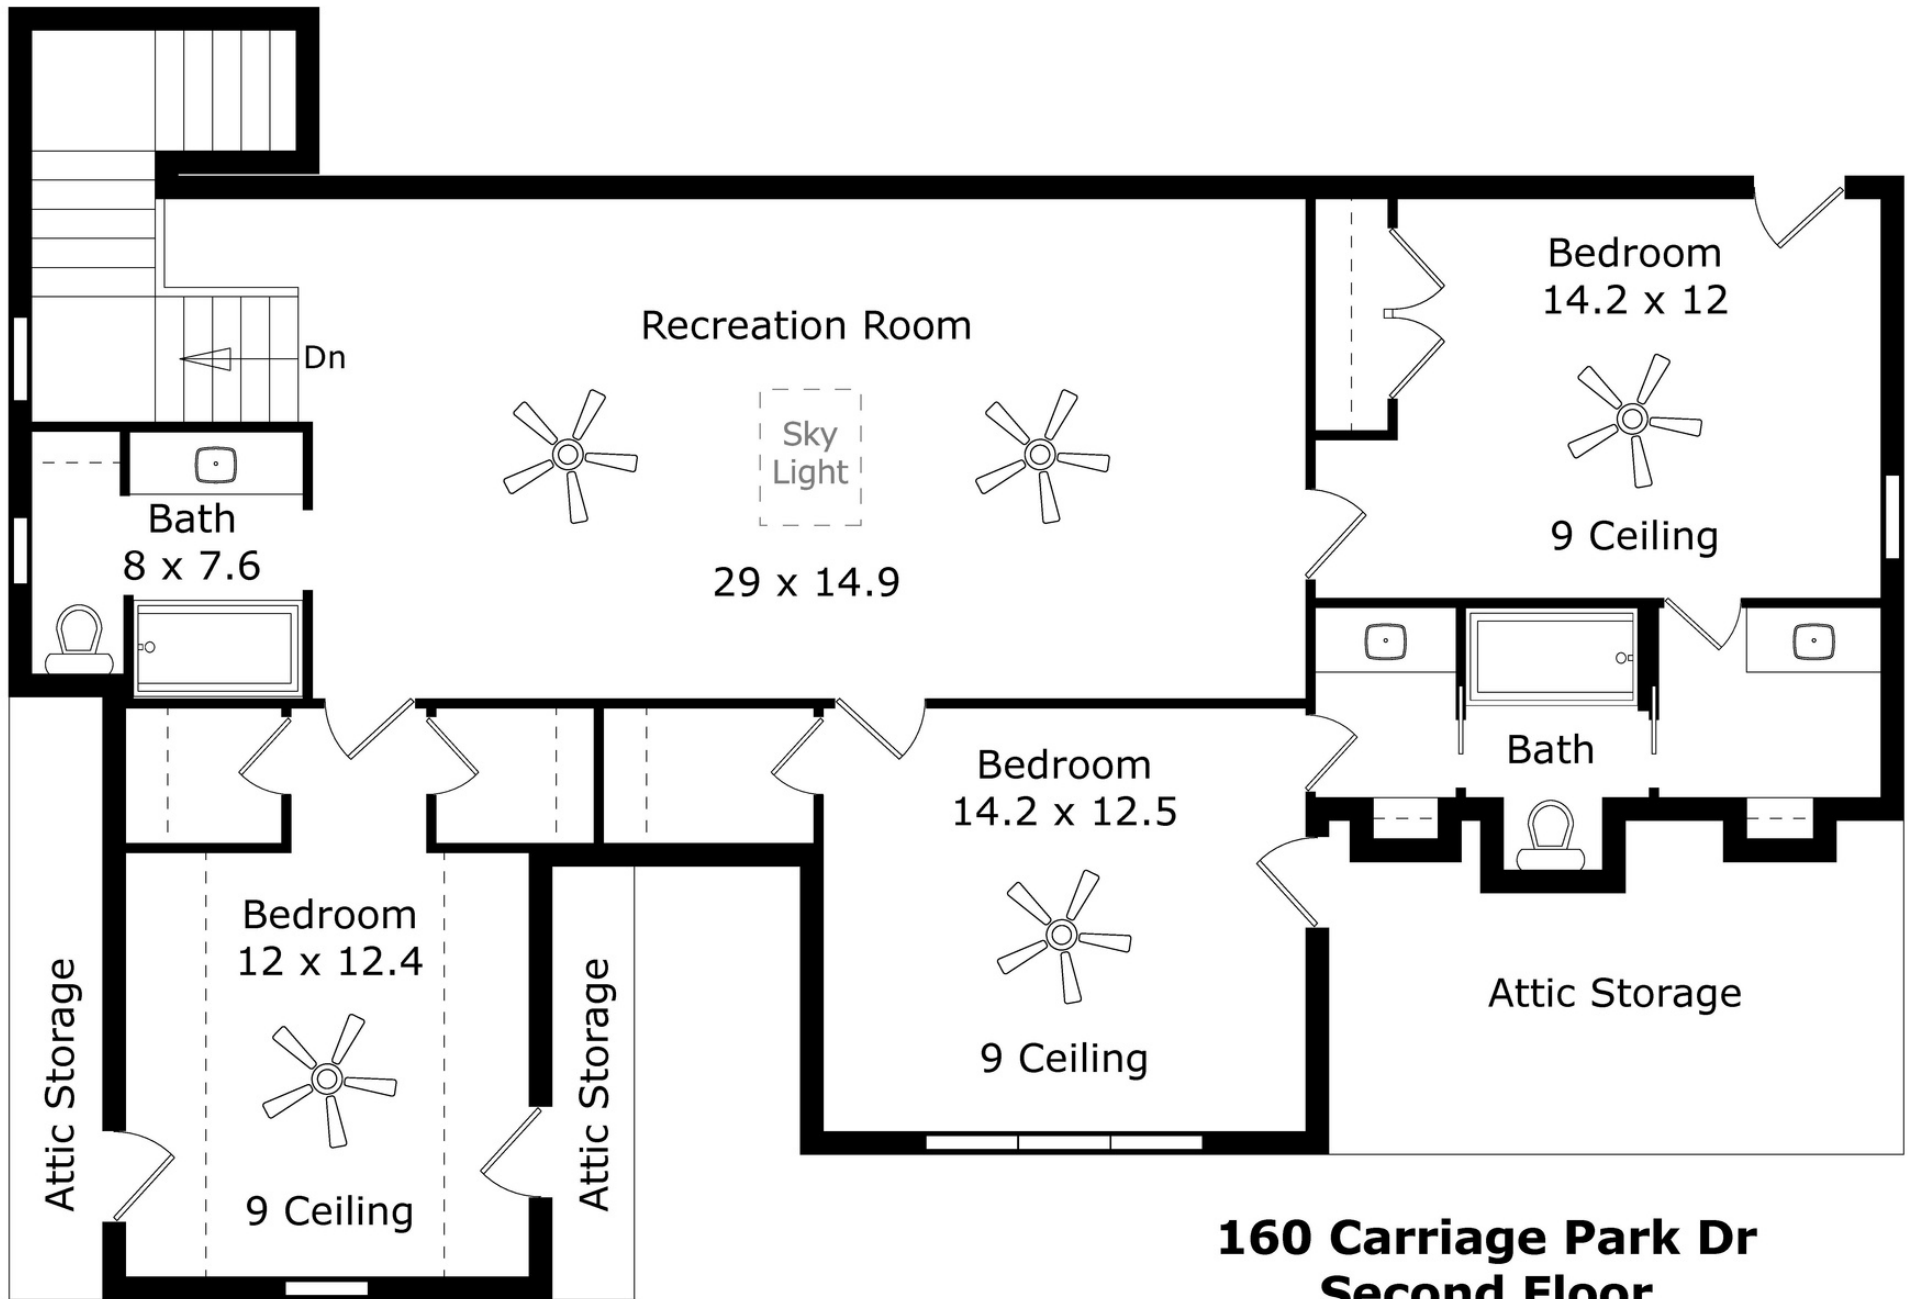 Bedroom
14.2 x 12
Recreation Room
Dn
Sky
Light
Bath
8 x 7.6
9 Ceiling
29 x 14.9
Bath
Bedroom
14.2 x 12.5
Bedroom
12 x 12.4
Attic Storage
Attic Storage
Attic Storage
9 Ceiling
9 Ceiling
160 Carriage Park Dr
Second Floor